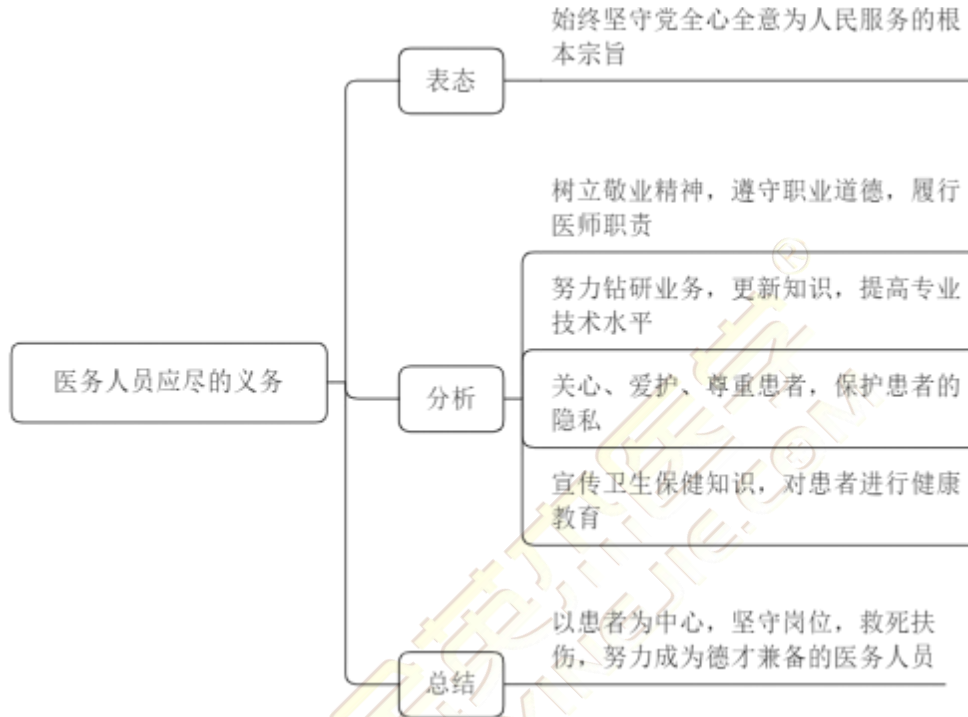 始终坚守党全心全意为人民服务的根
本宗旨
表态
树立敬业精神，遵守职业道德，履行
医师职责
努力钻研业务，更新知识，提高专业
技术水平
医务人员应尽的义务
分析
关心、爱护、尊重患者，保护患者的
隐私
宣传卫生保健知识，对患者进行健康
教育
以患者为中心，坚守岗位，救死扶
伤，努力成为德才兼备的医务人员
总结